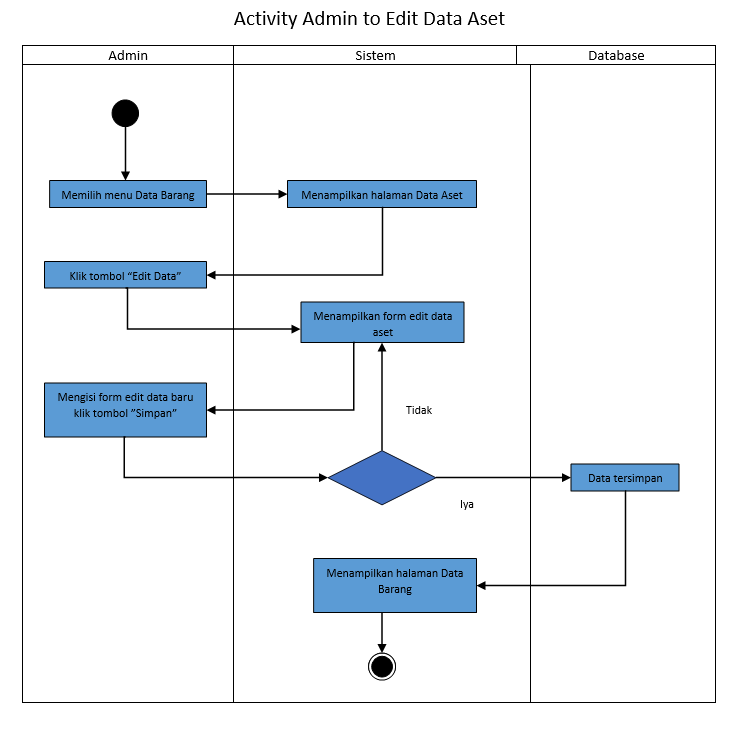 Activity Admin to Edit Data Aset
Admin
Sistem
Database
Memilih menu Data Barang
Menampilkan halaman Data Aset
Klik tombol “Edit Data”
Menampilkan form edit data
aset
Mengisi form edit data baru
klik tombol ”Simpan”
Tidak
Data tersimpan
Iya
Menampilkan halaman Data
Barang